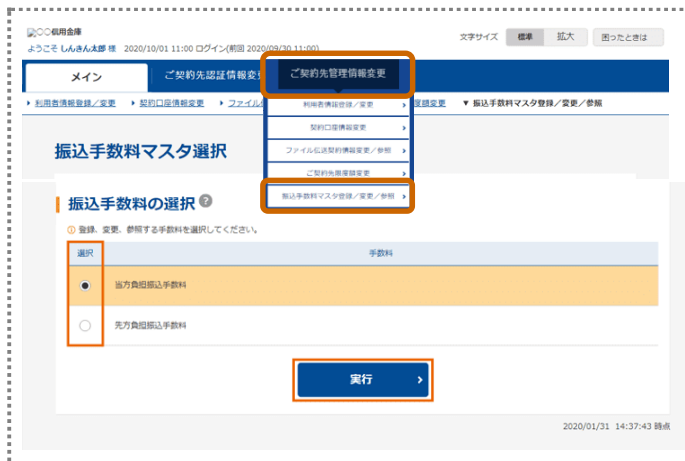 〇〇信用金庫
ようこそ しんきん太郎 様 2020/10/01 11:00 ログイン(前回 2020/09/30 11:00)
文字サイズ 標準 拡大 困ったときは
メイン ご契約先認証情報変 ご契約先管理情報変更
利用者情報登録／変更 契約口座情報変更 ファイル 度額変更 ▼ 振込手数料マスタ登録／変更／参照
利用者情報登録／変更
契約口座情報変更
ファイル伝送契約情報変更／参照
ご契約先限度額変更
振込手数料マスタ登録／変更／参照
振込手数料マスタ選択
振込手数料の選択 ?
登録、変更、参照する手数料を選択してください。
選択 手数料
当方負担振込手数料
先方負担振込手数料
実行
2020/01/31 14:37:43 時点